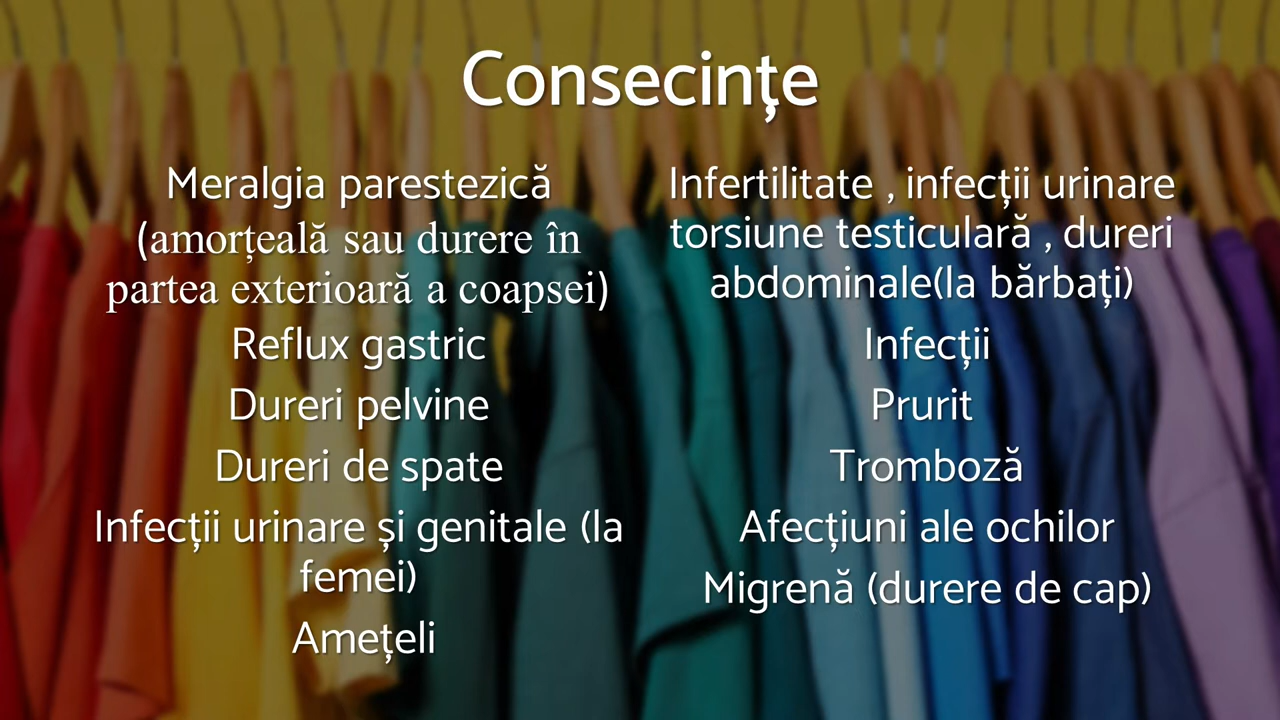 Consecințe
Meralgia parestezică
(amorțeală sau durere în
partea exterioară a coapsei)
Reflux gastric
Dureri pelvine
Dureri de spate
Infecții urinare și genitale (la
femei)
Amețeli
Infertilitate , infecții urinare
torsiune testiculară , dureri
abdominale(la bărbați)
Infecții
Prurit
Tromboză
Afecțiuni ale ochilor
Migrenă (durere de cap)